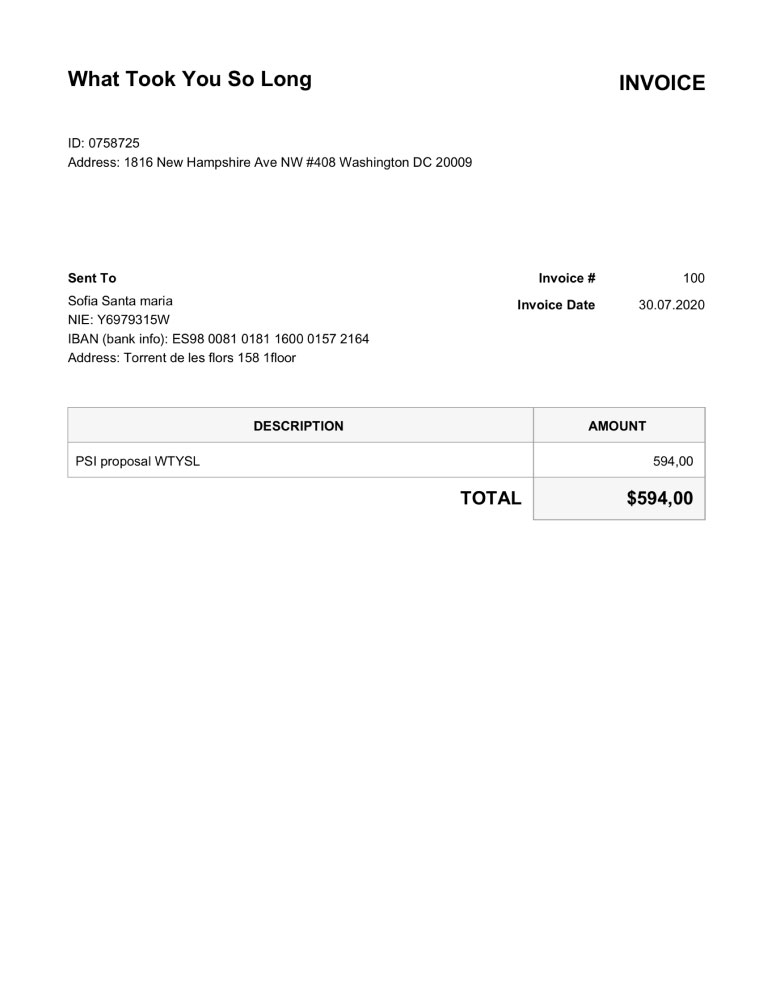 What Took You So Long
INVOICE
ID: 0758725
Address: 1816 New Hampshire Ave NW #408 Washington DC 20009
Sent To
Sofia Santa maria
NIE: Y6979315W
IBAN (bank info): ES98 0081 0181 1600 0157 2164
Address: Torrent de les flors 158 1floor
Invoice # 100
Invoice Date 30.07.2020
DESCRIPTION AMOUNT
PSI proposal WTYSL 594,00
TOTAL $594,00